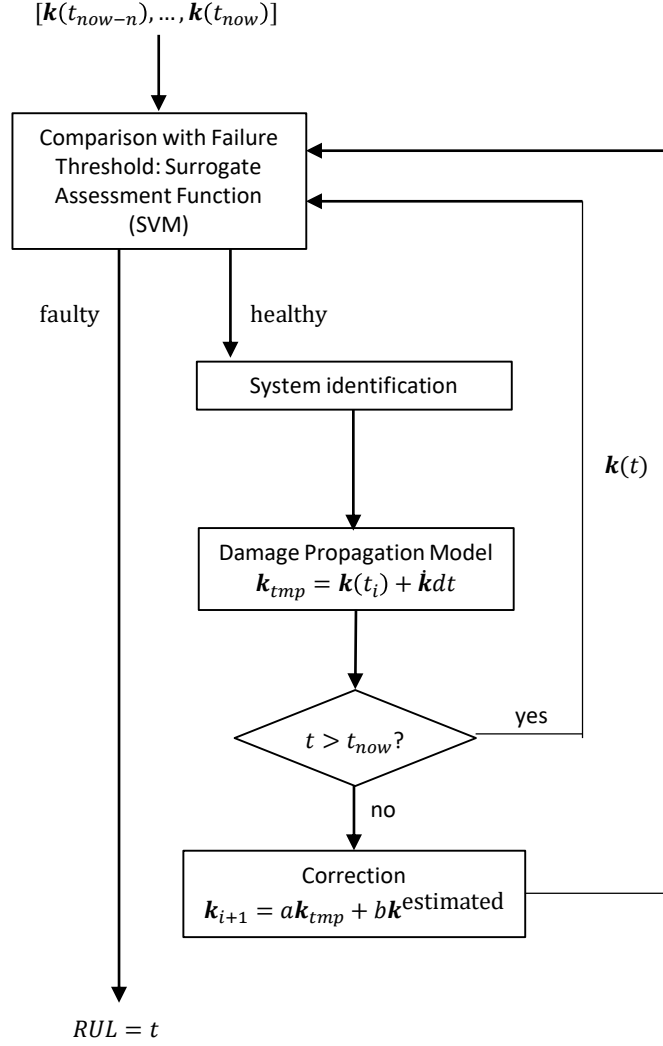 [𝒌(t_{now−n}), … , 𝒌(t_{now})]
Comparison with Failure
Threshold: Surrogate
Assessment Function
(SVM)
faulty
healthy
System identification
𝒌(t)
Damage Propagation Model
𝒌_{tmp} = 𝒌(t_i) + 𝒌̇dt
yes
t > t_{now}?
no
Correction
𝒌_{i+1} = a𝒌_{tmp} + b𝒌^{estimated}
RUL = t